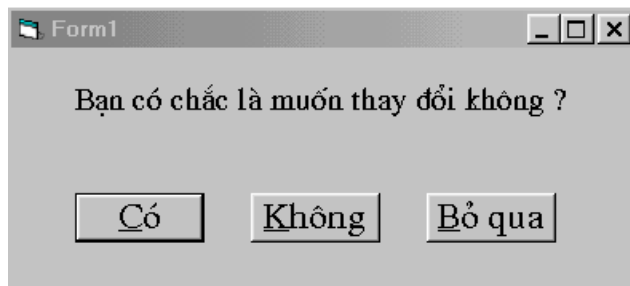 Form1
Bạn có chắc là muốn thay đổi không ?
Có Không Bỏ qua